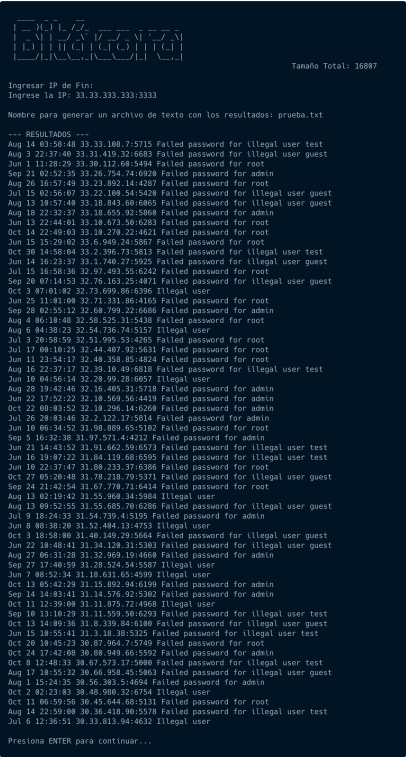 Bitacora
Tamaño Total: 16807
Ingresar IP de Fin:
Ingrese la IP: 33.33.333.333:3333
Nombre para generar un archivo de texto con los resultados: prueba.txt
--- RESULTADOS ---
Aug 14 03:58:48 33.33.108.7:5715 Failed password for illegal user test
Aug 3 22:37:40 33.31.419.32:6683 Failed password for illegal user guest
Jun 1 11:28:29 33.30.112.60:5494 Failed password for root
Sep 21 02:52:35 33.26.754.74:6920 Failed password for admin
Aug 26 16:57:49 33.23.892.14:4287 Failed password for root
Jul 15 02:56:07 33.22.100.54:5428 Failed password for illegal user guest
Aug 13 10:57:40 33.18.843.60:6065 Failed password for illegal user guest
Aug 18 22:32:37 33.18.655.92:5860 Failed password for admin
Jun 13 22:44:01 33.10.673.50:6283 Failed password for root
Oct 14 22:49:03 33.10.270.22:4621 Failed password for root
Jun 15 15:29:02 33.6.949.24:5867 Failed password for root
Oct 30 14:58:04 33.2.396.73:5813 Failed password for illegal user test
Jun 14 16:23:37 33.1.740.27:5925 Failed password for illegal user guest
Jul 15 16:58:36 32.97.493.55:6242 Failed password for root
Sep 20 07:14:53 32.76.163.25:4071 Failed password for illegal user guest
Oct 3 07:01:02 32.73.699.86:6396 Illegal user
Jun 25 11:01:00 32.71.331.86:4165 Failed password for root
Sep 28 02:55:12 32.60.799.22:6686 Failed password for admin
Aug 4 06:10:48 32.58.525.31:5438 Failed password for root
Aug 6 04:38:23 32.54.736.74:5157 Illegal user
Jul 3 20:58:59 32.51.995.53:4265 Failed password for root
Jul 17 00:10:25 32.44.407.92:5631 Failed password for root
Jun 11 23:54:17 32.40.358.85:4824 Failed password for root
Aug 16 22:37:17 32.39.10.49:6818 Failed password for illegal user test
Jun 10 04:56:14 32.20.99.28:6057 Illegal user
Aug 28 19:42:46 32.16.405.31:5718 Failed password for admin
Jun 22 17:52:22 32.10.569.56:4419 Failed password for admin
Oct 22 08:03:52 32.10.296.14:6260 Failed password for admin
Jul 26 20:03:46 32.2.122.17:5814 Failed password for admin
Jun 10 06:34:52 31.98.889.65:5102 Failed password for root
Sep 5 16:32:38 31.97.571.4:4212 Failed password for admin
Jun 21 14:43:52 31.91.662.59:6573 Failed password for illegal user test
Jun 16 19:07:22 31.84.119.68:6595 Failed password for illegal user test
Jun 10 22:37:47 31.80.233.37:6386 Failed password for root
Oct 27 05:20:48 31.78.218.79:5371 Failed password for illegal user guest
Sep 24 21:42:54 31.67.770.71:6414 Failed password for root
Aug 13 02:19:42 31.55.960.34:5984 Illegal user
Aug 13 09:52:55 31.55.685.70:6286 Failed password for illegal user guest
Jul 9 18:24:33 31.54.739.4:5195 Failed password for admin
Jun 8 08:38:20 31.52.404.13:4753 Illegal user
Oct 3 18:58:00 31.40.149.29:5664 Failed password for illegal user guest
Jun 22 10:48:41 31.34.120.31:5303 Failed password for illegal user guest
Aug 27 06:31:28 31.32.969.19:4660 Failed password for admin
Sep 27 17:40:59 31.28.524.54:5587 Illegal user
Jun 7 08:52:34 31.18.631.65:4599 Illegal user
Oct 13 05:42:29 31.15.892.94:6199 Failed password for admin
Sep 14 14:03:41 31.14.576.92:5302 Failed password for admin
Oct 11 12:39:00 31.11.875.72:4968 Illegal user
Sep 10 13:10:29 31.11.559.50:6293 Failed password for illegal user test
Oct 13 14:09:36 31.8.339.84:6100 Failed password for illegal user guest
Jun 15 10:55:41 31.3.18.38:5325 Failed password for illegal user test
Oct 20 10:45:23 30.87.964.7:5749 Failed password for root
Oct 24 17:42:08 30.80.949.66:5592 Failed password for admin
Oct 8 12:48:33 30.67.573.17:5000 Failed password for illegal user test
Aug 17 10:55:32 30.66.958.45:5063 Failed password for illegal user guest
Aug 1 15:24:35 30.56.303.5:4694 Failed password for admin
Oct 2 02:23:03 30.48.980.32:6754 Illegal user
Oct 11 06:59:56 30.45.644.68:5131 Failed password for root
Aug 14 22:59:00 30.36.418.90:5578 Failed password for illegal user test
Jul 6 12:36:51 30.33.813.94:4632 Illegal user
Presiona ENTER para continuar...